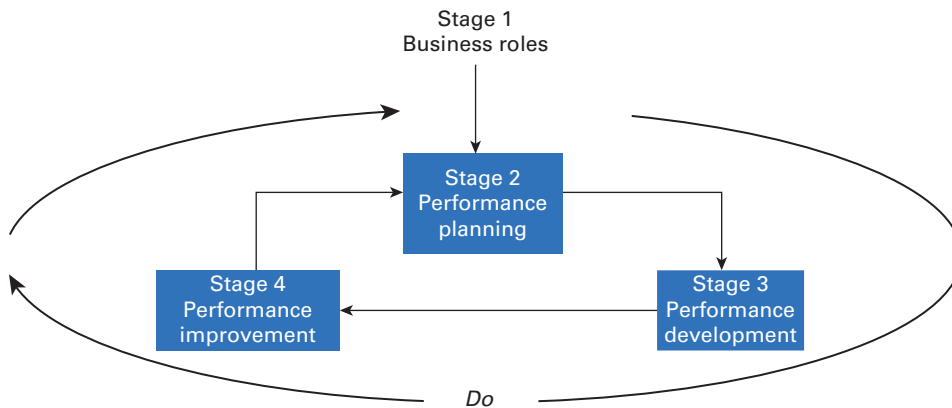 Stage 1
Business roles
Stage 2
Performance
planning
Stage 4
Performance
improvement
Stage 3
Performance
development
Do